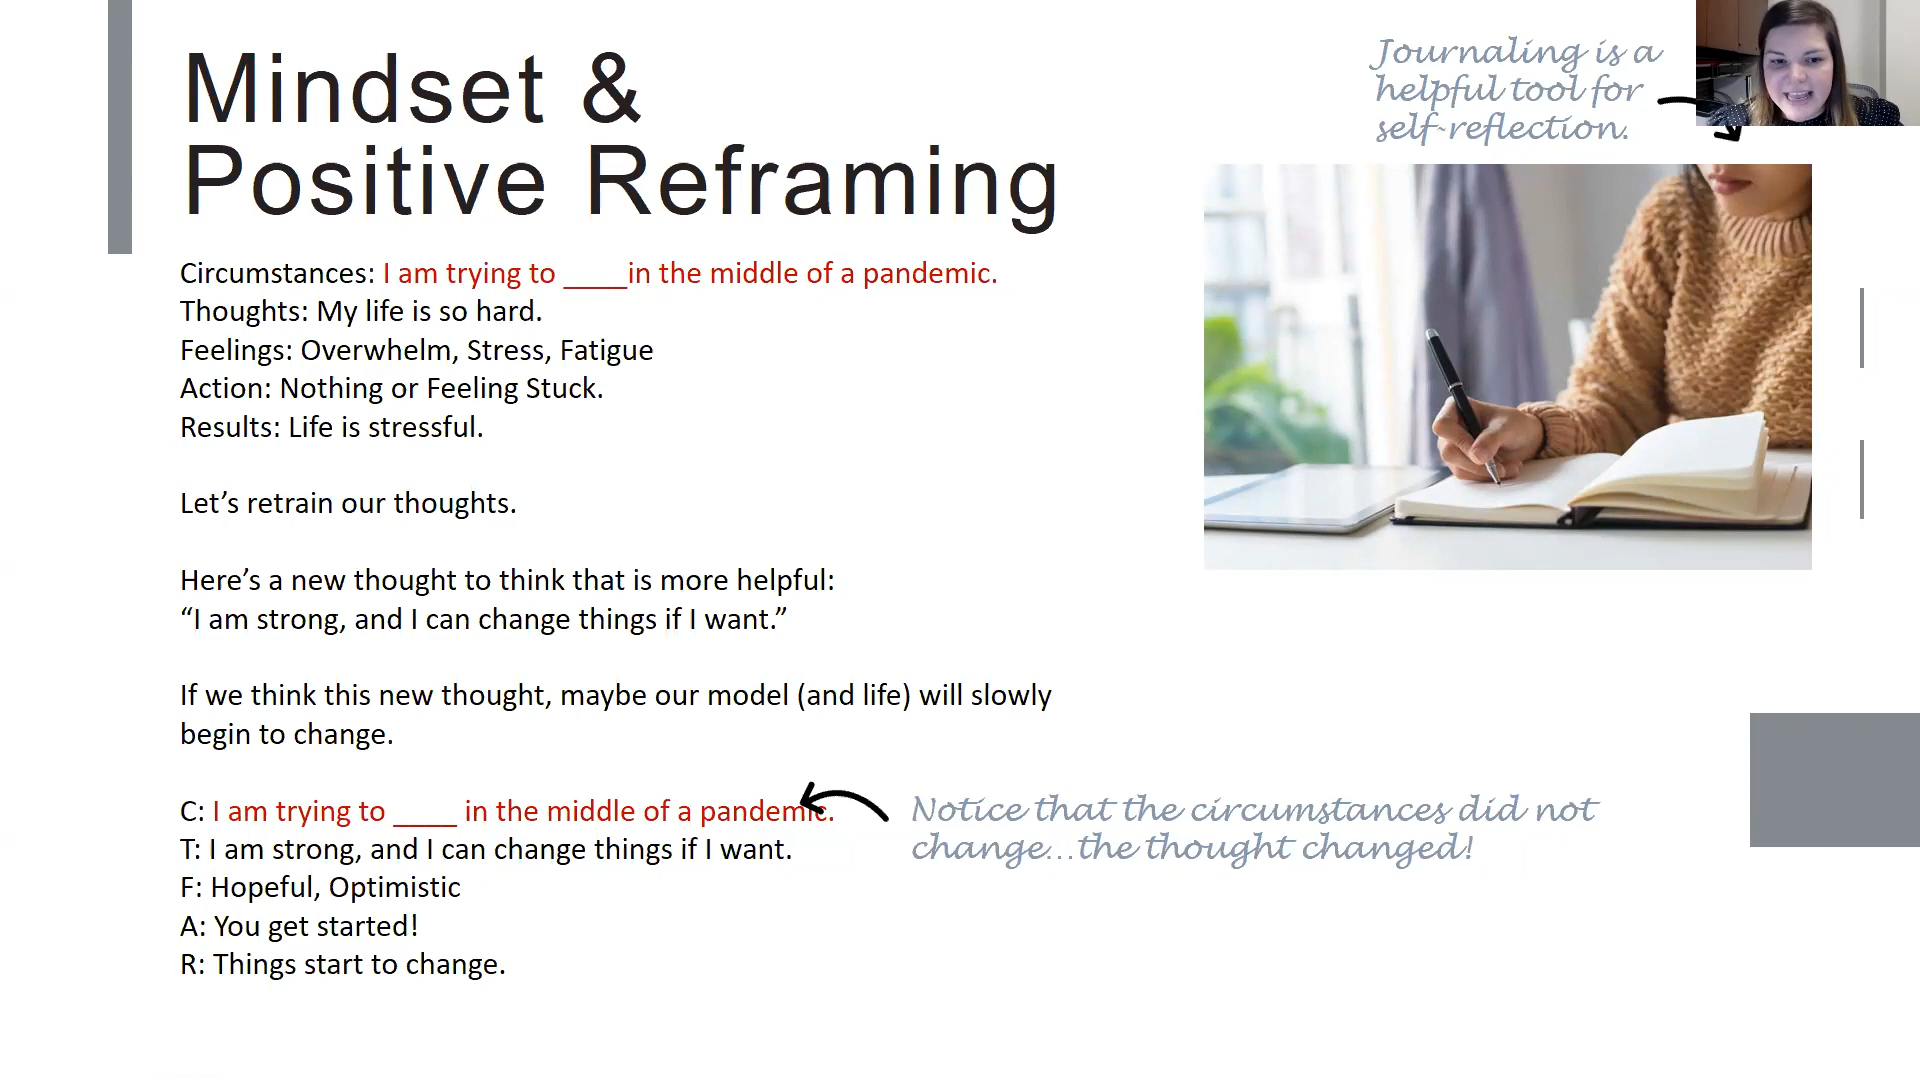 Mindset &
Positive Reframing
Journaling is a
helpful tool for
self-reflection.
Circumstances: I am trying to ____in the middle of a pandemic.
Thoughts: My life is so hard.
Feelings: Overwhelm, Stress, Fatigue
Action: Nothing or Feeling Stuck.
Results: Life is stressful.
Let’s retrain our thoughts.
Here’s a new thought to think that is more helpful:
“I am strong, and I can change things if I want.”
If we think this new thought, maybe our model (and life) will slowly
begin to change.
C: I am trying to ____ in the middle of a pandemic.
T: I am strong, and I can change things if I want.
F: Hopeful, Optimistic
A: You get started!
R: Things start to change.
Notice that the circumstances did not
change...the thought changed!